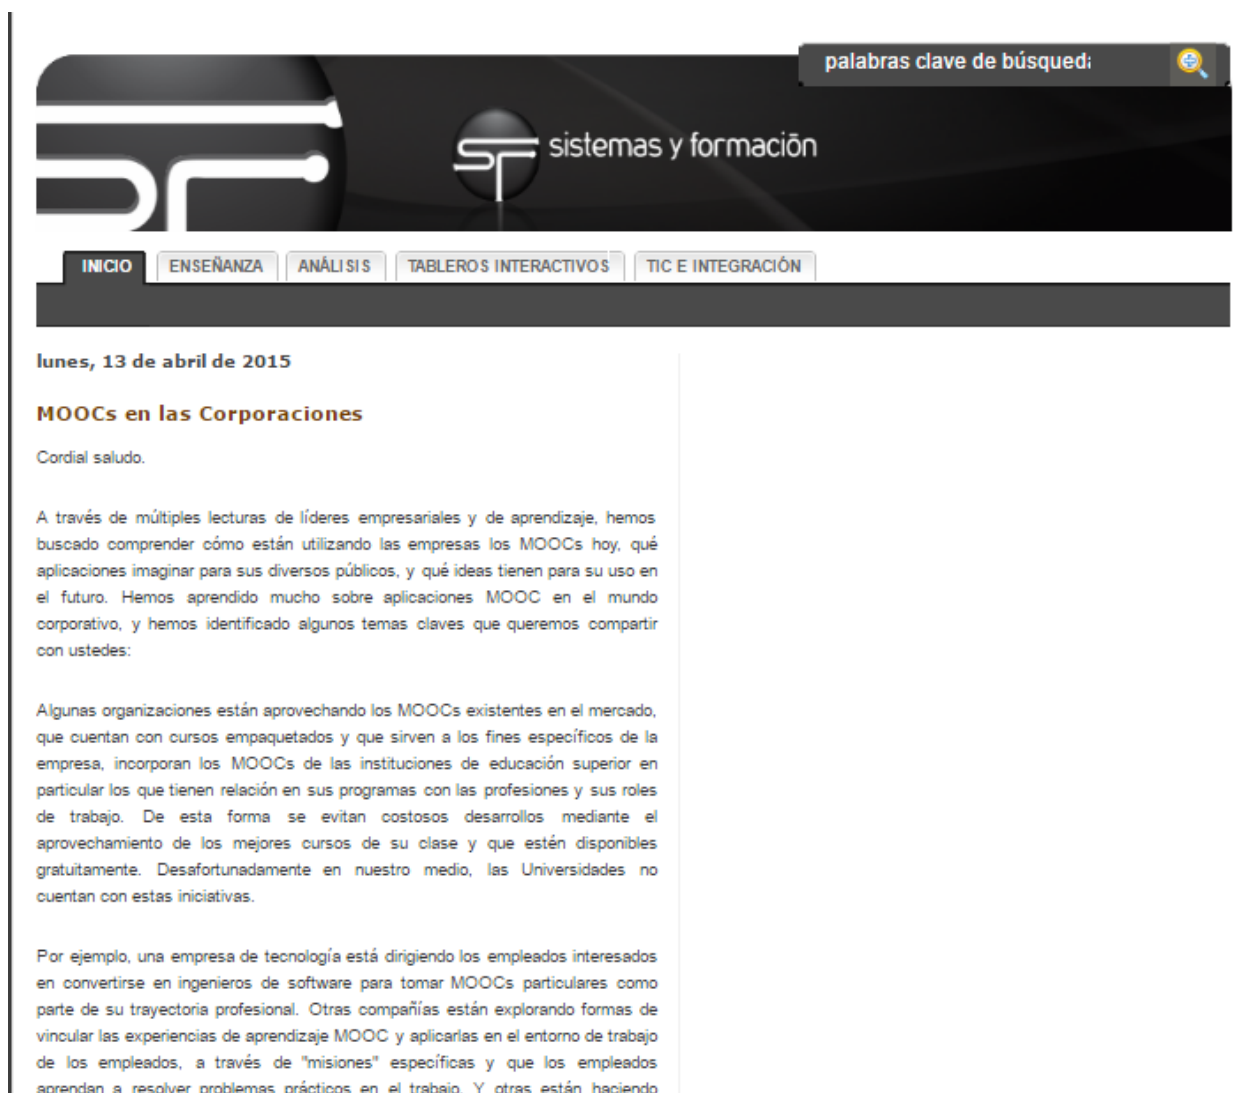 palabras clave de búsqued
sistemas y formación
INICIO ENSEÑANZA ANÁLISIS TABLEROS INTERACTIVOS TIC E INTEGRACIÓN
lunes, 13 de abril de 2015
MOOCs en las Corporaciones
Cordial saludo.
A través de múltiples lecturas de líderes empresariales y de aprendizaje, hemos
buscado comprender cómo están utilizando las empresas los MOOCs hoy, qué
aplicaciones imaginar para sus diversos públicos, y qué ideas tienen para su uso en
el futuro. Hemos aprendido mucho sobre aplicaciones MOOC en el mundo
corporativo, y hemos identificado algunos temas claves que queremos compartir
con ustedes:
Algunas organizaciones están aprovechando los MOOCs existentes en el mercado,
que cuentan con cursos empaquetados y que sirven a los fines específicos de la
empresa, incorporan los MOOCs de las instituciones de educación superior en
particular los que tienen relación en sus programas con las profesiones y sus roles
de trabajo. De esta forma se evitan costosos desarrollos mediante el
aprovechamiento de los mejores cursos de su clase y que estén disponibles
gratuitamente. Desafortunadamente en nuestro medio, las Universidades no
cuentan con estas iniciativas.
Por ejemplo, una empresa de tecnología está dirigiendo los empleados interesados
en convertirse en ingenieros de software para tomar MOOCs particulares como
parte de su trayectoria profesional. Otras compañías están explorando formas de
vincular las experiencias de aprendizaje MOOC y aplicarlas en el entorno de trabajo
de los empleados, a través de "misiones" específicas y que los empleados
aprendan a resolver problemas prácticos en el trabajo. Y otras están haciendo